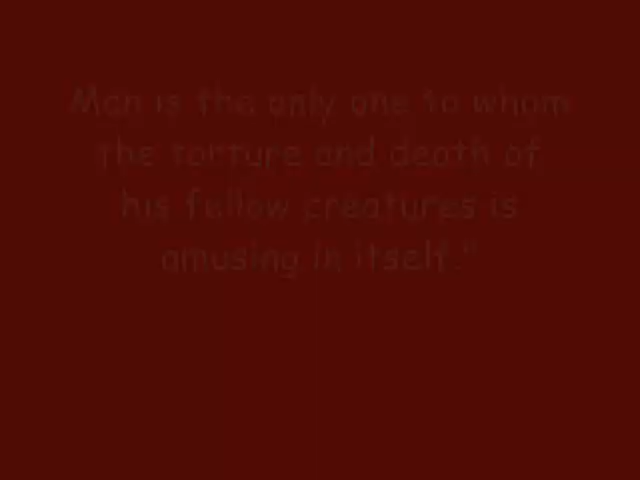 Man is the only one to whom
the torture and death of
his fellow creatures is
amusing in itself."